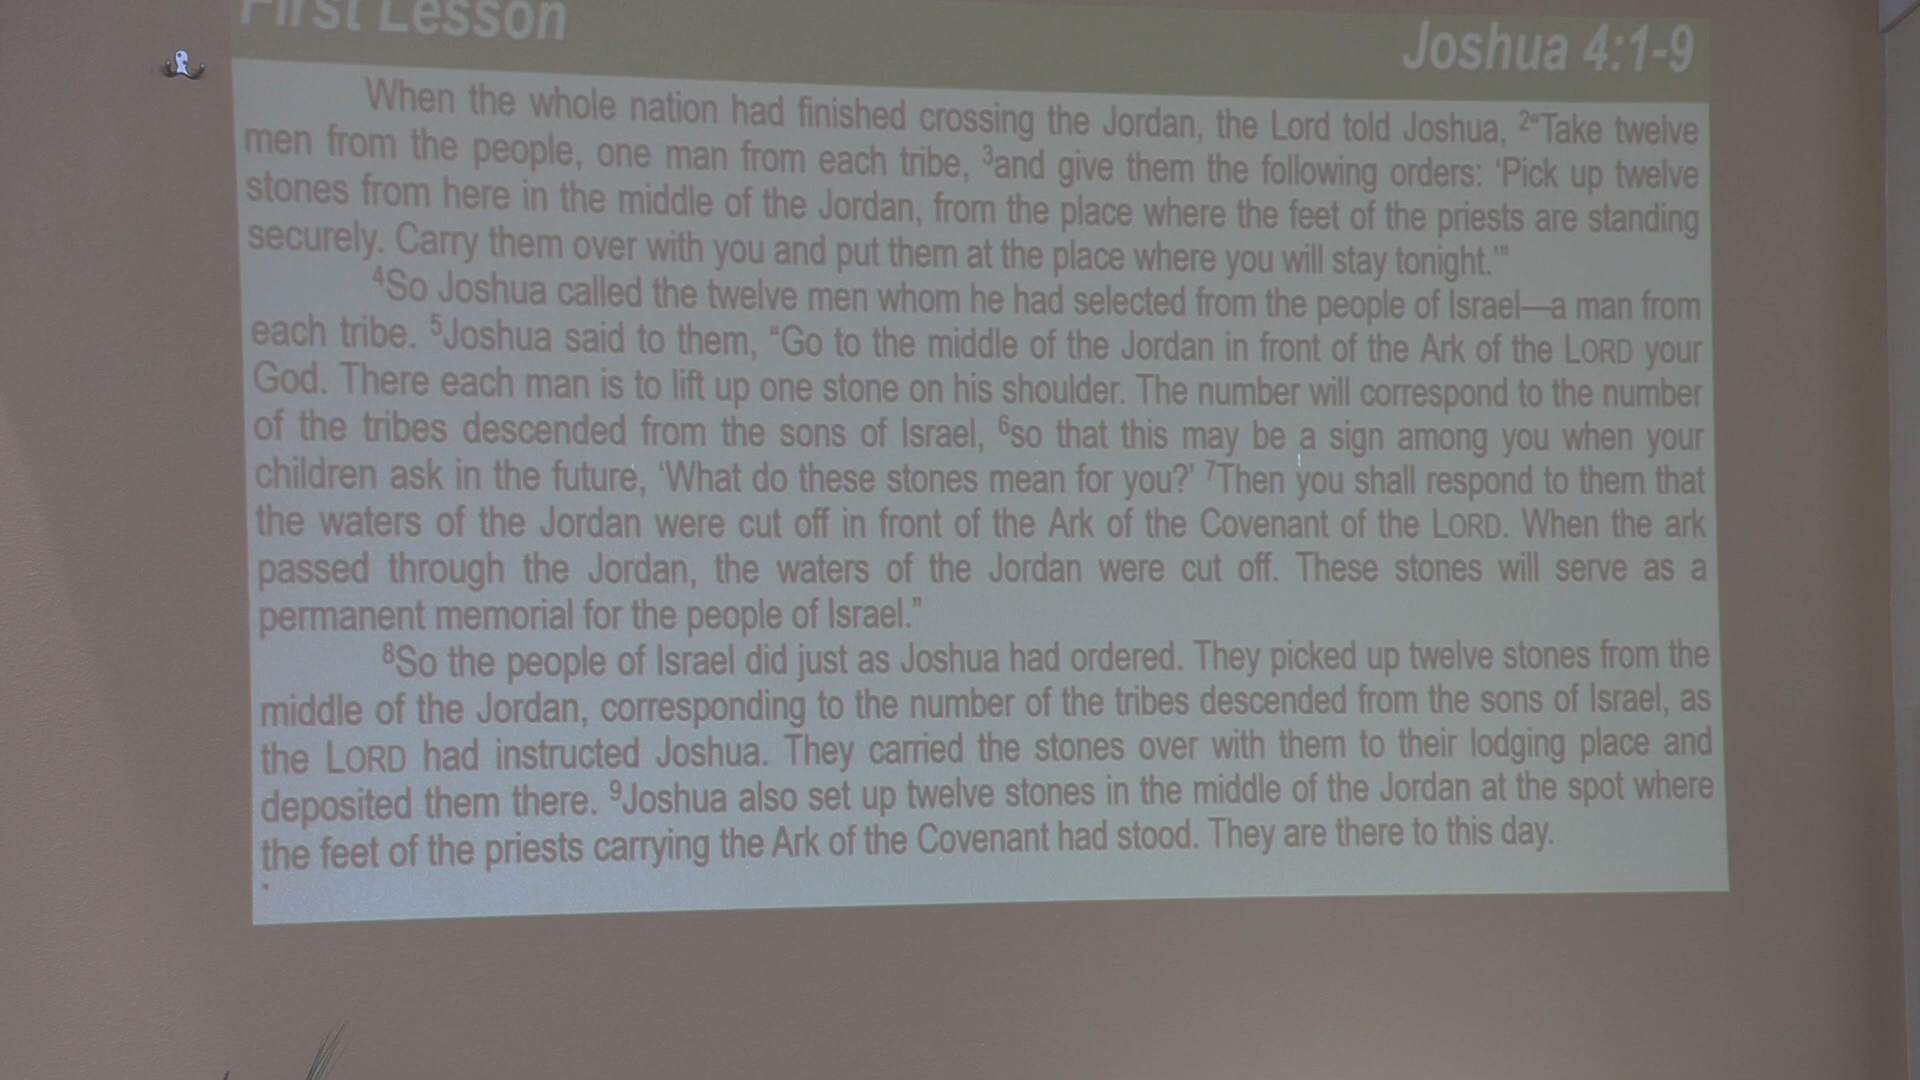 First Lesson
Joshua 4:1-9
When the whole nation had finished crossing the Jordan, the Lord told Joshua, 2“Take twelve
men from the people, one man from each tribe, 3and give them the following orders: ‘Pick up twelve
stones from here in the middle of the Jordan, from the place where the feet of the priests are standing
securely. Carry them over with you and put them at the place where you will stay tonight.’”
4So Joshua called the twelve men whom he had selected from the people of Israel—a man from
each tribe. 5Joshua said to them, “Go to the middle of the Jordan in front of the Ark of the LORD your
God. There each man is to lift up one stone on his shoulder. The number will correspond to the number
of the tribes descended from the sons of Israel, 6so that this may be a sign among you when your
children ask in the future, ‘What do these stones mean for you?’ 7Then you shall respond to them that
the waters of the Jordan were cut off in front of the Ark of the Covenant of the LORD. When the ark
passed through the Jordan, the waters of the Jordan were cut off. These stones will serve as a
permanent memorial for the people of Israel.”
8So the people of Israel did just as Joshua had ordered. They picked up twelve stones from the
middle of the Jordan, corresponding to the number of the tribes descended from the sons of Israel, as
the LORD had instructed Joshua. They carried the stones over with them to their lodging place and
deposited them there. 9Joshua also set up twelve stones in the middle of the Jordan at the spot where
the feet of the priests carrying the Ark of the Covenant had stood. They are there to this day.